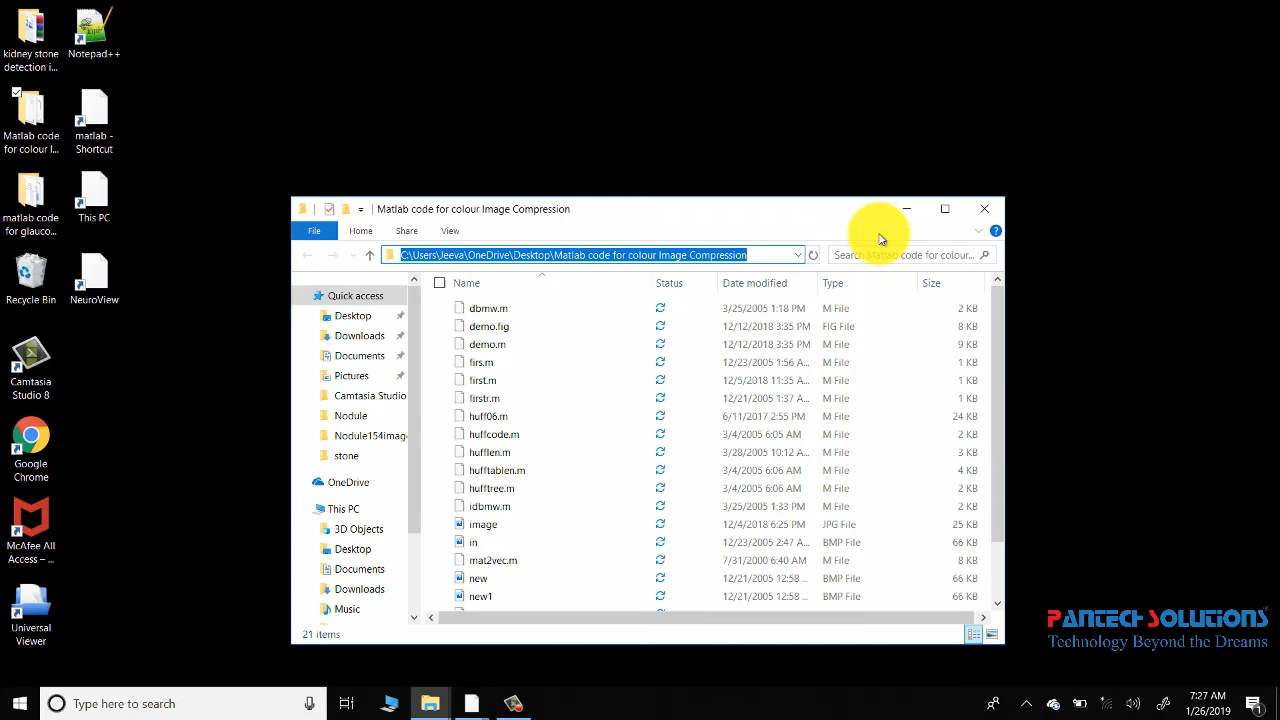 kidney stone
detection i...
Notepad++
Matlab code
for colour I...
matlab -
Shortcut
matlab code
for glauco...
This PC
Recycle Bin
NeuroView
Camtasia
Studio 8
Google
Chrome
McAfee All
Access – ...
Universal
Viewer
Matlab code for colour Image Compression
File Home Share View
C:\Users\Jeeva\OneDrive\Desktop\Matlab code for colour Image Compression
Search Matlab code for colour...
Name Status Date modified Type Size
Quick access
Desktop
Downloads
Documents
Pictures
Camtasia Studio
Nodule
Nodule154image
stone
OneDrive
This PC
3D Objects
Desktop
Documents
Downloads
Music
dbmw.m 3/25/2005 1:18 PM M File 2 KB
demo.fig 12/12/2018 3:35 PM FIG File 8 KB
demo.m 12/12/2018 3:35 PM M File 9 KB
firs.m 12/23/2005 1:56 A... M File 1 KB
first.m 12/5/2018 11:35 A... M File 1 KB
firstr.m 12/21/2005 1:37 A... M File 1 KB
huff06.m 6/11/2017 2:55 PM M File 24 KB
huffcode.m 3/4/2005 6:05 AM M File 2 KB
hufflen.m 3/28/2005 10:12 A... M File 3 KB
hufftablen.m 3/4/2005 6:06 AM M File 4 KB
hufftree.m 3/4/2005 6:06 AM M File 2 KB
idbmw.m 3/25/2005 1:33 PM M File 2 KB
image 12/4/2018 6:25 PM JPG File 25 KB
in 12/23/2005 2:47 A... BMP File 66 KB
mat2vec.m 7/31/2000 6:40 AM M File 8 KB
new 12/21/2005 12:58 ... BMP File 66 KB
new1 12/21/2005 12:58 ... BMP File 66 KB
21 items
PANTECH SOLUTIONS
Technology Beyond the Dreams
Type here to search
7:27 AM
1/26/2019
1